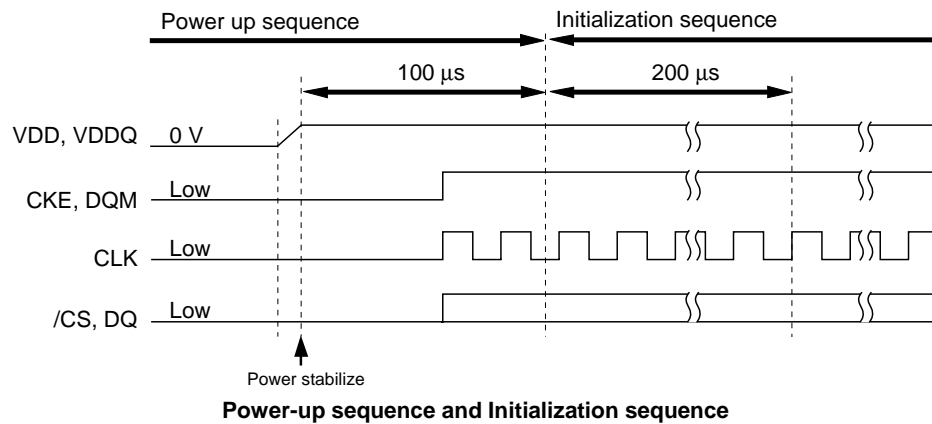 Power up sequence
Initialization sequence
100 μs
200 μs
VDD, VDDQ
0 V
CKE, DQM
Low
CLK
Low
/CS, DQ
Low
Power stabilize
Power-up sequence and Initialization sequence